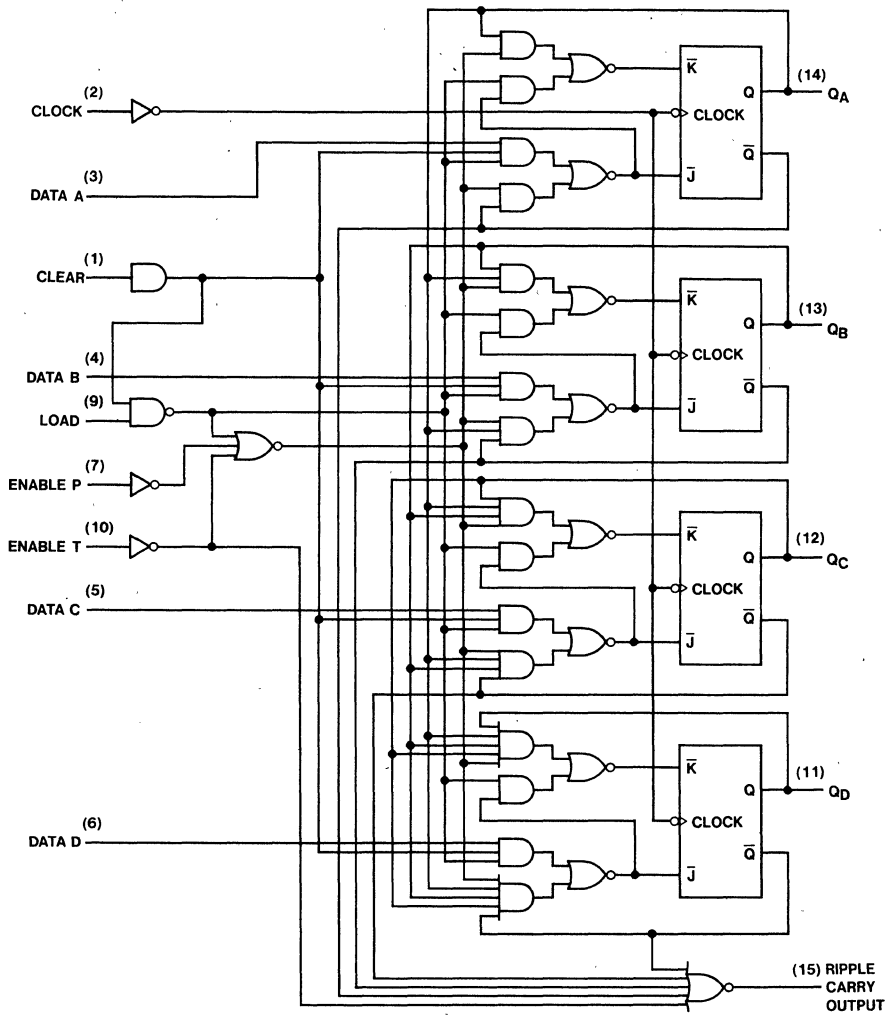 (2)
CLOCK
(3)
DATA A
(1)
CLEAR
(4)
DATA B
(9)
LOAD
(7)
ENABLE P
(10)
ENABLE T
(5)
DATA C
(6)
DATA D
K̅
Q
CLOCK
Q̅
J̅
(14)
QA
K̅
Q
CLOCK
Q̅
J̅
(13)
QB
K̅
Q
CLOCK
Q̅
J̅
(12)
QC
K̅
Q
CLOCK
Q̅
J̅
(11)
QD
(15) RIPPLE
CARRY
OUTPUT